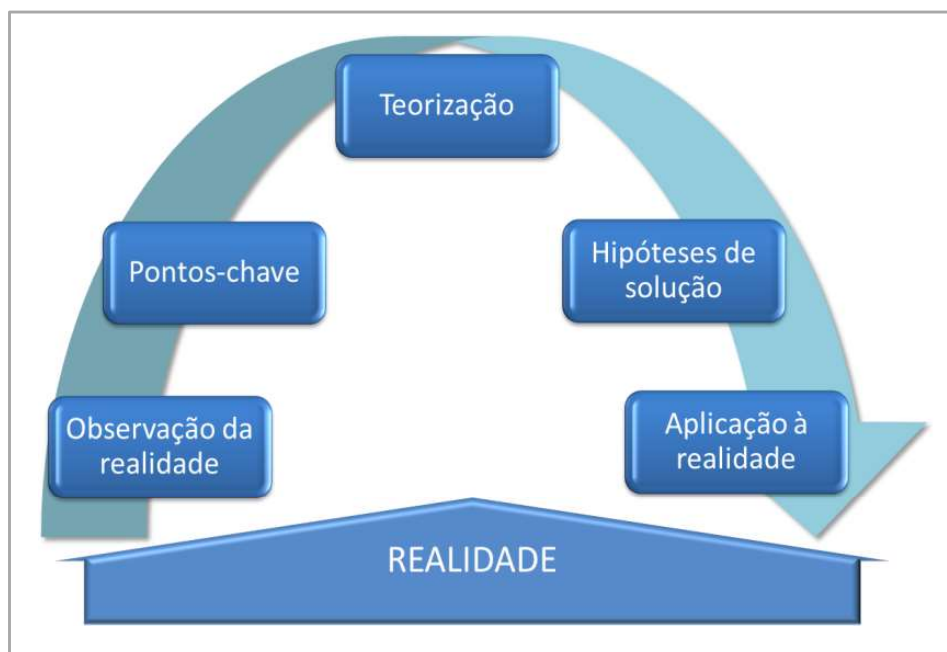 Teorização
Pontos-chave
Hipóteses de
solução
Observação da
realidade
Aplicação à
realidade
REALIDADE